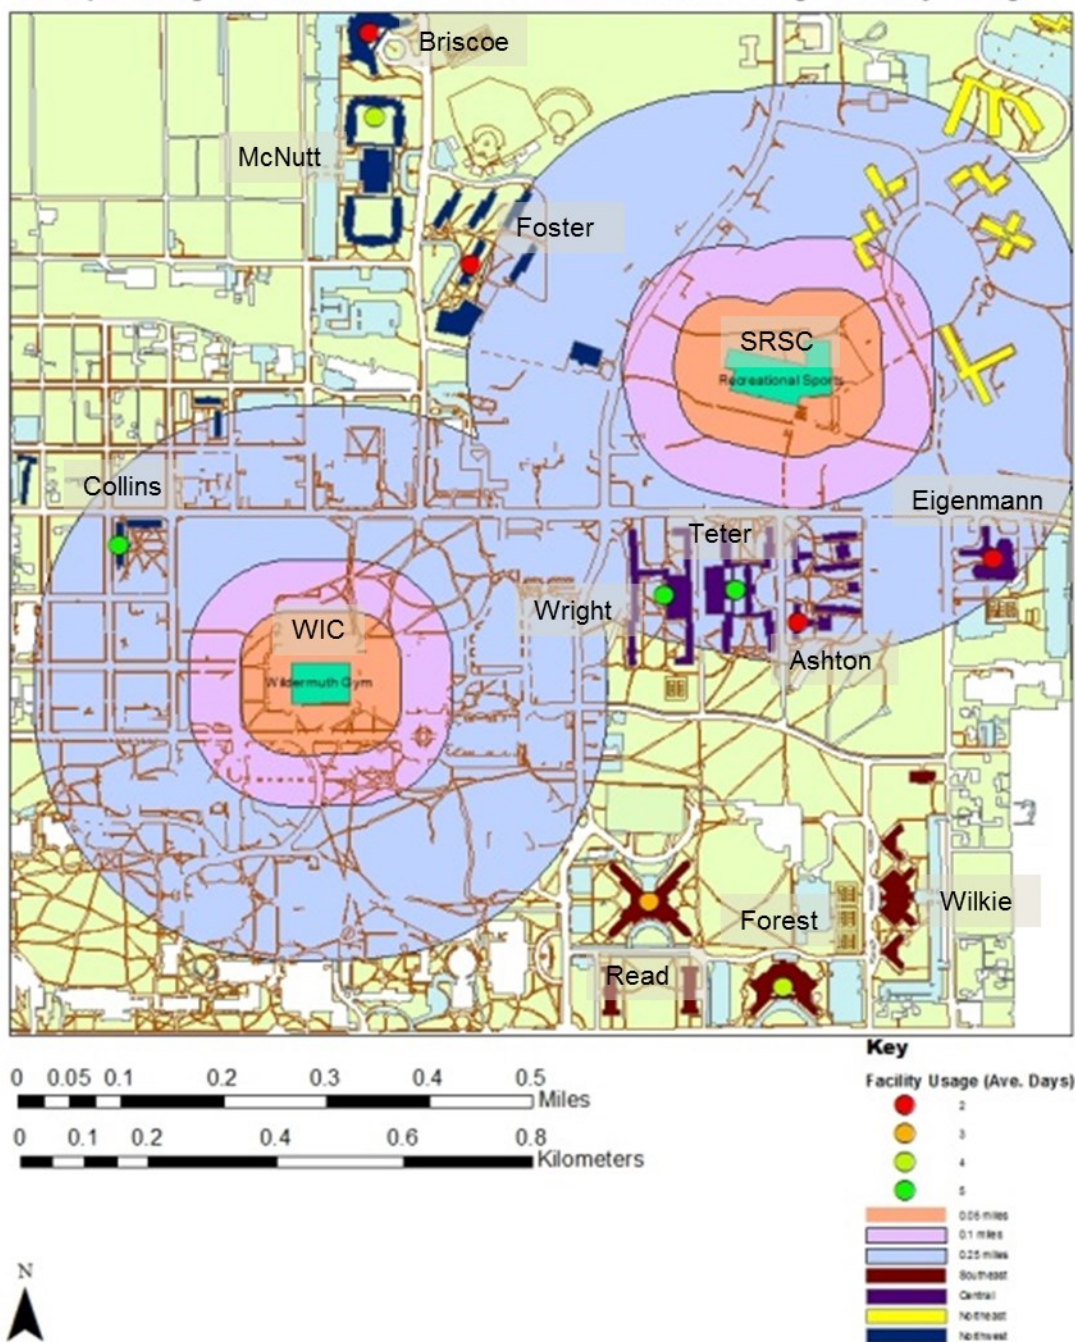 Briscoe
McNutt
Foster
SRSC
Recreational Sports
Collins
Eigenmann
Teter
Wright
WIC
Wildermuth Gym
Ashton
Wilkie
Forest
Read
0 0.05 0.1 0.2 0.3 0.4 0.5
Miles
0 0.1 0.2 0.4 0.6 0.8
Kilometers
N
Key
Facility Usage (Ave. Days)
2
3
4
5
0.05 miles
0.1 miles
0.25 miles
Southeast
Central
Northeast
Northwest